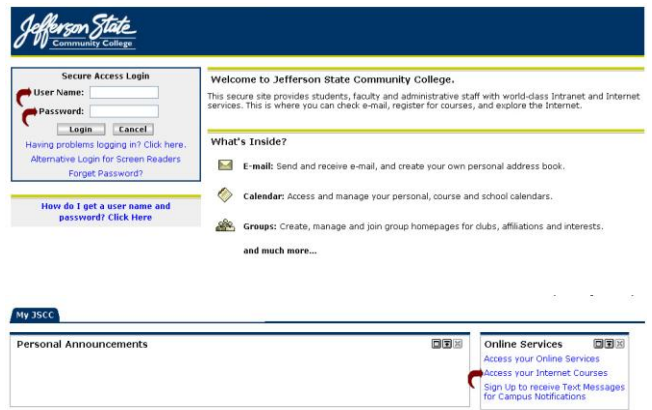 Jefferson State
Community College
Secure Access Login
User Name:
Password:
Login Cancel
Having problems logging in? Click here.
Alternative Login for Screen Readers
Forget Password?
How do I get a user name and
password? Click Here
Welcome to Jefferson State Community College.
This secure site provides students, faculty and administrative staff with world-class Intranet and Internet
services. This is where you can check e-mail, register for courses, and explore the Internet.
What's Inside?
E-mail: Send and receive e-mail, and create your own personal address book.
Calendar: Access and manage your personal, course and school calendars.
Groups: Create, manage and join group homepages for clubs, affiliations and interests.
and much more...
My JSCC
Personal Announcements
Online Services
Access your Online Services
Access your Internet Courses
Sign Up to receive Text Messages
for Campus Notifications